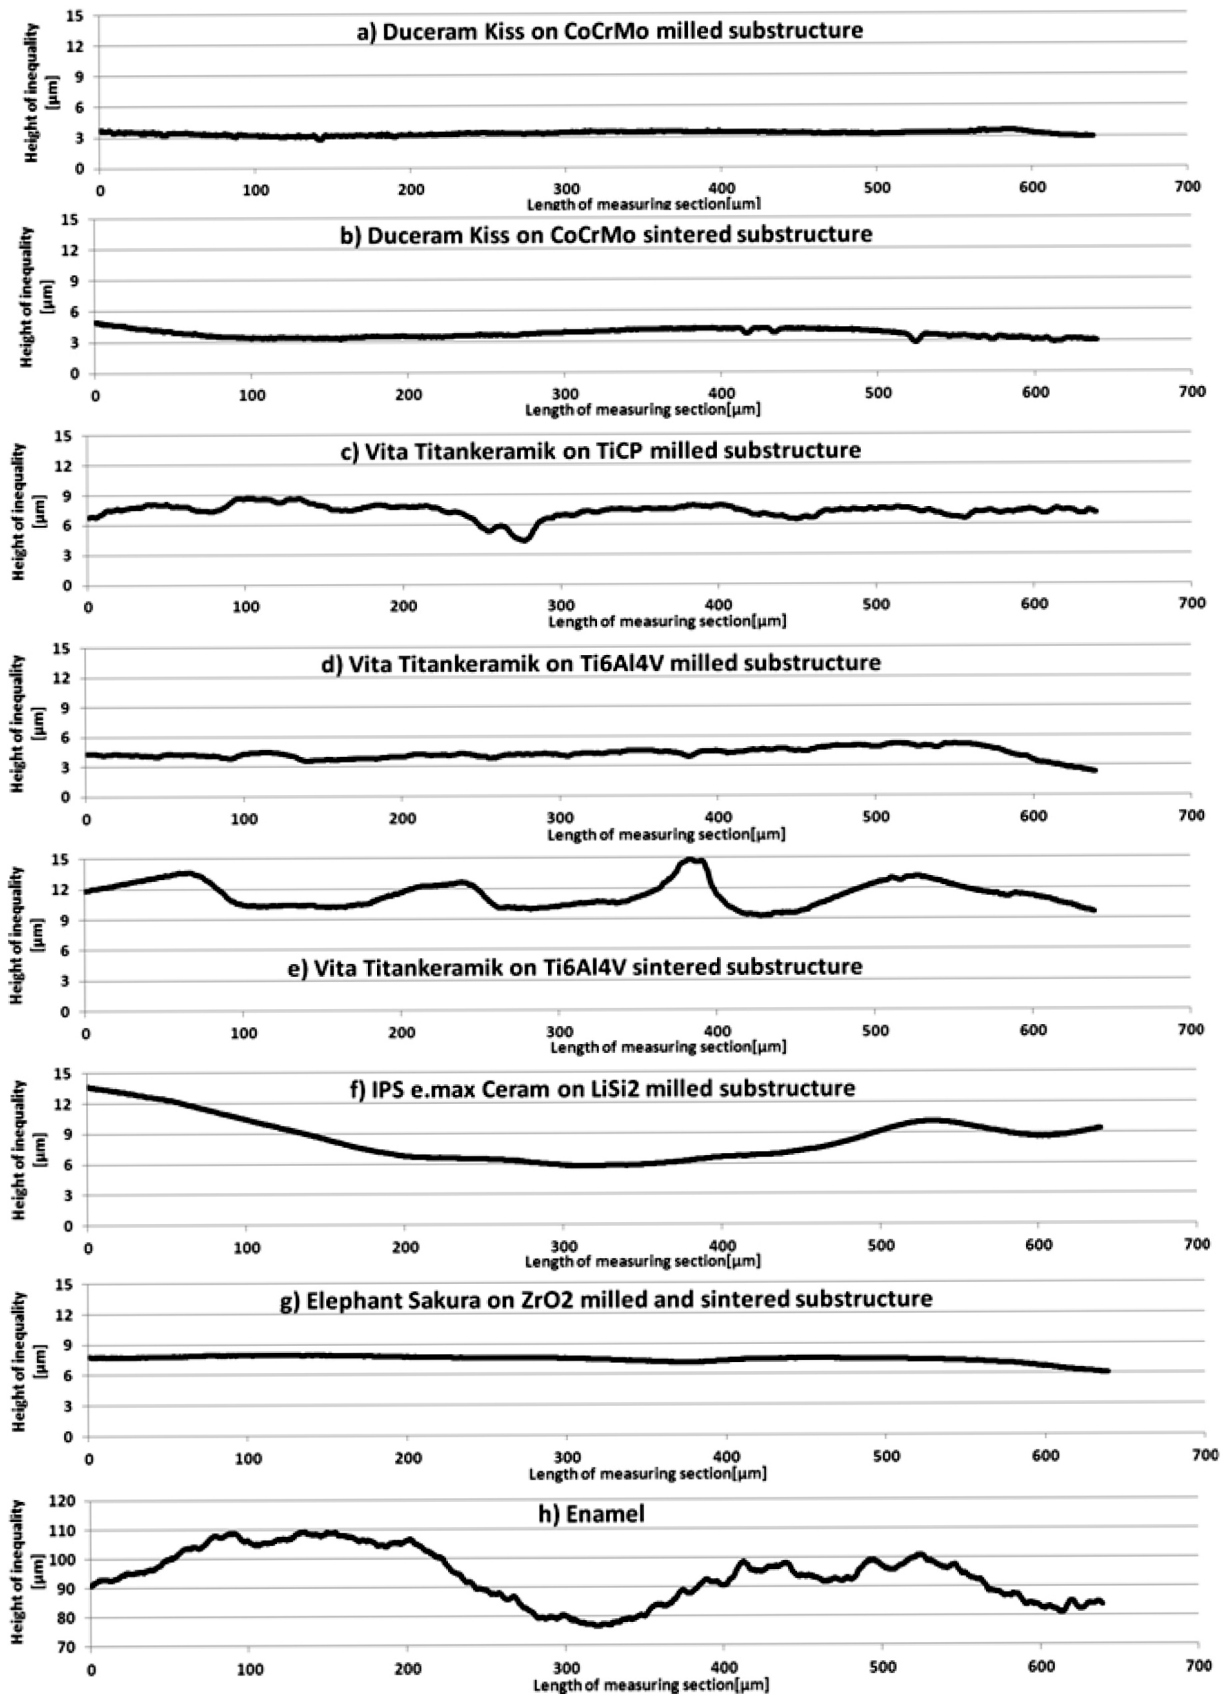 a) Duceram Kiss on CoCrMo milled substructure
Height of inequality
[µm]
15
12
9
6
3
0
0 100 200 300 400 500 600 700
Length of measuring section[µm]
b) Duceram Kiss on CoCrMo sintered substructure
Height of inequality
[µm]
15
12
9
6
3
0
0 100 200 300 400 500 600 700
Length of measuring section[µm]
c) Vita Titankeramik on TiCP milled substructure
Height of inequality
[µm]
15
12
9
6
3
0
0 100 200 300 400 500 600 700
Length of measuring section[µm]
d) Vita Titankeramik on Ti6Al4V milled substructure
Height of inequality
[µm]
15
12
9
6
3
0
0 100 200 300 400 500 600 700
Length of measuring section[µm]
Height of inequality
[µm]
15
12
9
6
e) Vita Titankeramik on Ti6Al4V sintered substructure
3
0
0 100 200 300 400 500 600 700
Length of measuring section[µm]
f) IPS e.max Ceram on LiSi2 milled substructure
Height of inequality
[µm]
15
12
9
6
3
0
0 100 200 300 400 500 600 700
Length of measuring section[µm]
g) Elephant Sakura on ZrO2 milled and sintered substructure
Height of inequality
[µm]
15
12
9
6
3
0
0 100 200 300 400 500 600 700
Length of measuring section[µm]
h) Enamel
Height of inequality
[µm]
120
110
100
90
80
70
0 100 200 300 400 500 600 700
Length of measuring section[µm]